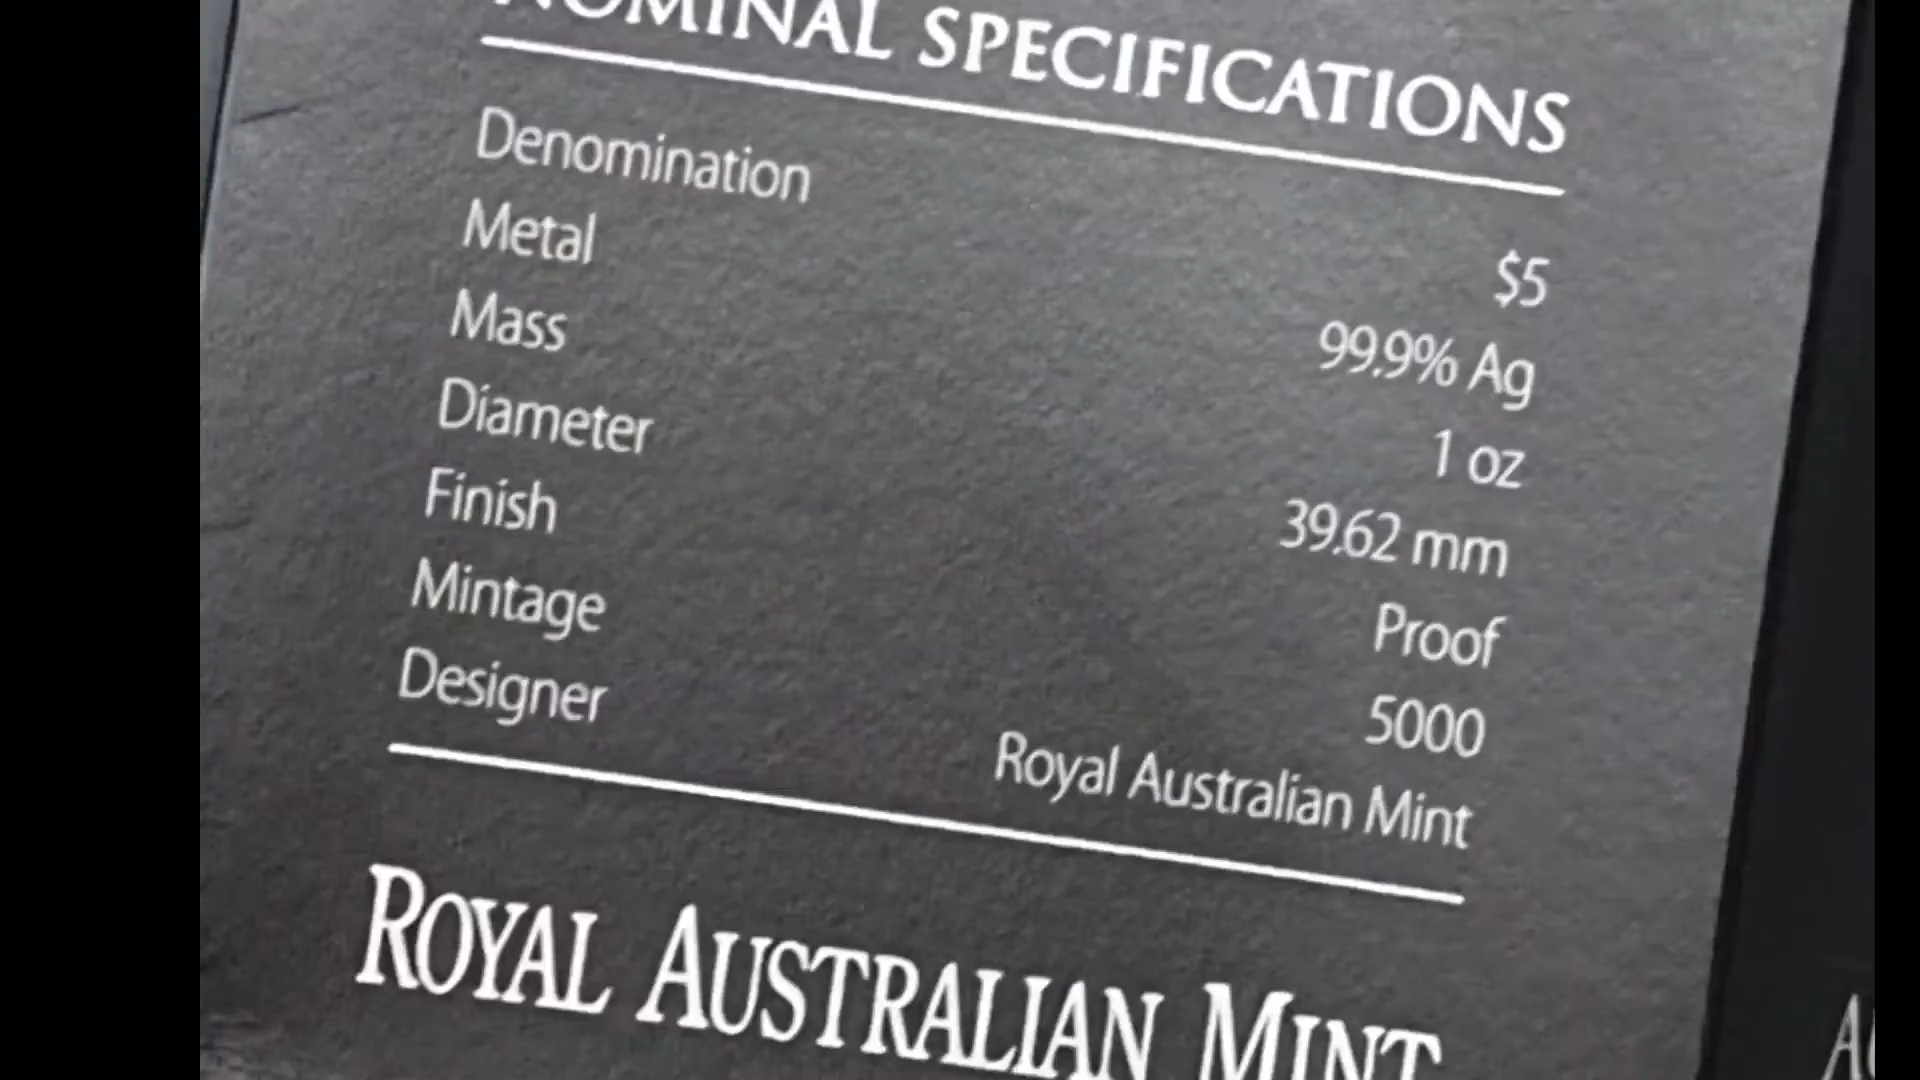 NOMINAL SPECIFICATIONS
Denomination $5
Metal 99.9% Ag
Mass 1 oz
Diameter 39.62 mm
Finish Proof
Mintage 5000
Designer Royal Australian Mint
ROYAL AUSTRALIAN MINT